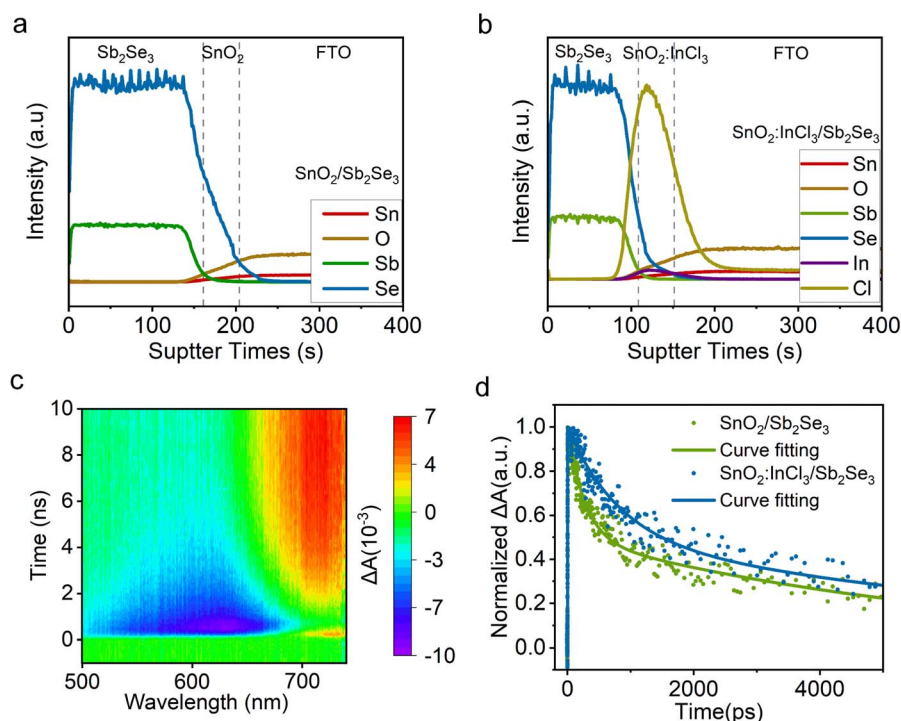 a
Sb2Se3 SnO2 FTO
Intensity (a.u)
SnO2/Sb2Se3
Sn
O
Sb
Se
0 100 200 300 400
Suptter Times (s)
b
Sb2Se3 SnO2:InCl3 FTO
Intensity (a.u.)
SnO2:InCl3/Sb2Se3
Sn
O
Sb
Se
In
Cl
0 100 200 300 400
Suptter Times (s)
c
10
8
6
4
2
0
Time (ns)
500 600 700
Wavelength (nm)
7
4
0
-3
-7
-10
ΔA(10-3)
d
1.0
0.8
0.6
0.4
0.2
0.0
Normalized ΔA(a.u.)
SnO2/Sb2Se3
Curve fitting
SnO2:InCl3/Sb2Se3
Curve fitting
0 2000 4000
Time(ps)